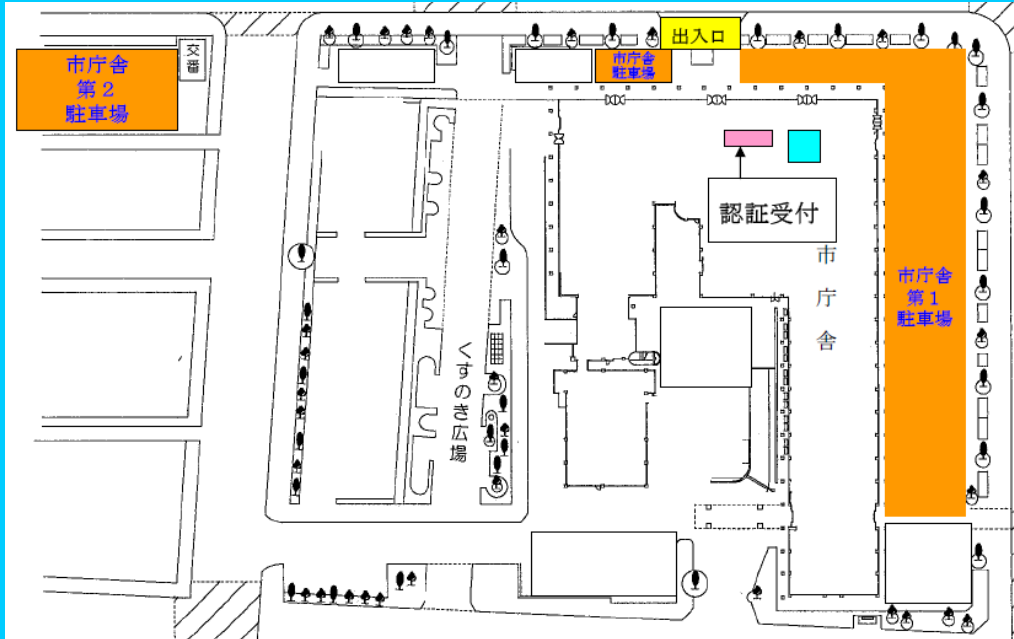 交
番
市庁舎
第２
駐車場
出入口
市庁舎
駐車場
認証受付
市
庁
舎
市庁舎
第１
駐車場
くすのき広場